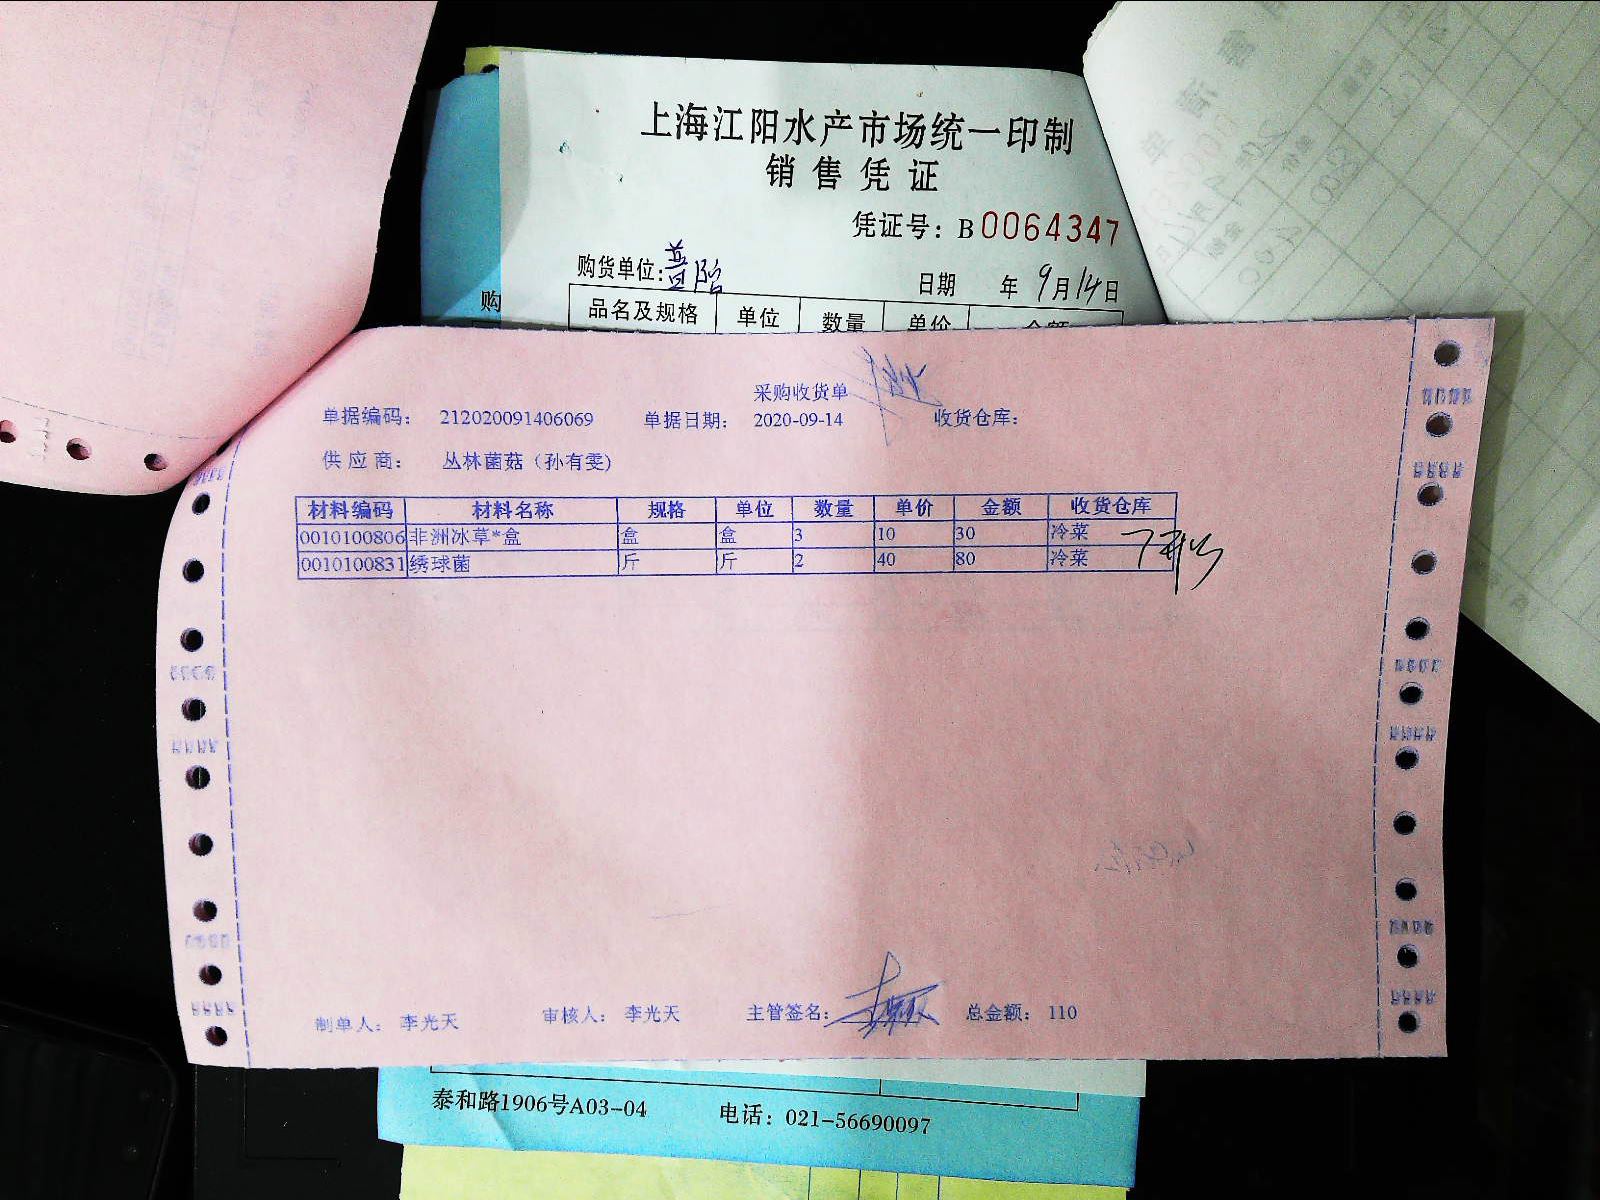 上海江阳水产市场统一印制
销售凭证
凭证号：B0064347
购货单位:
日期 年 9月14日
购
品名及规格 单位 数量 单价 金额
采购收货单
单据编码： 212020091406069 单据日期： 2020-09-14 收货仓库：
供应商： 丛林菌菇（孙有雯）
材料编码 材料名称 规格 单位 数量 单价 金额 收货仓库
0010100806 非洲冰草*盒 盒 盒 3 10 30 冷菜
0010100831 绣球菌 斤 斤 2 40 80 冷菜
制单人： 李光天 审核人： 李光天 主管签名： 总金额： 110
泰和路1906号A03-04 电话：021-56690097